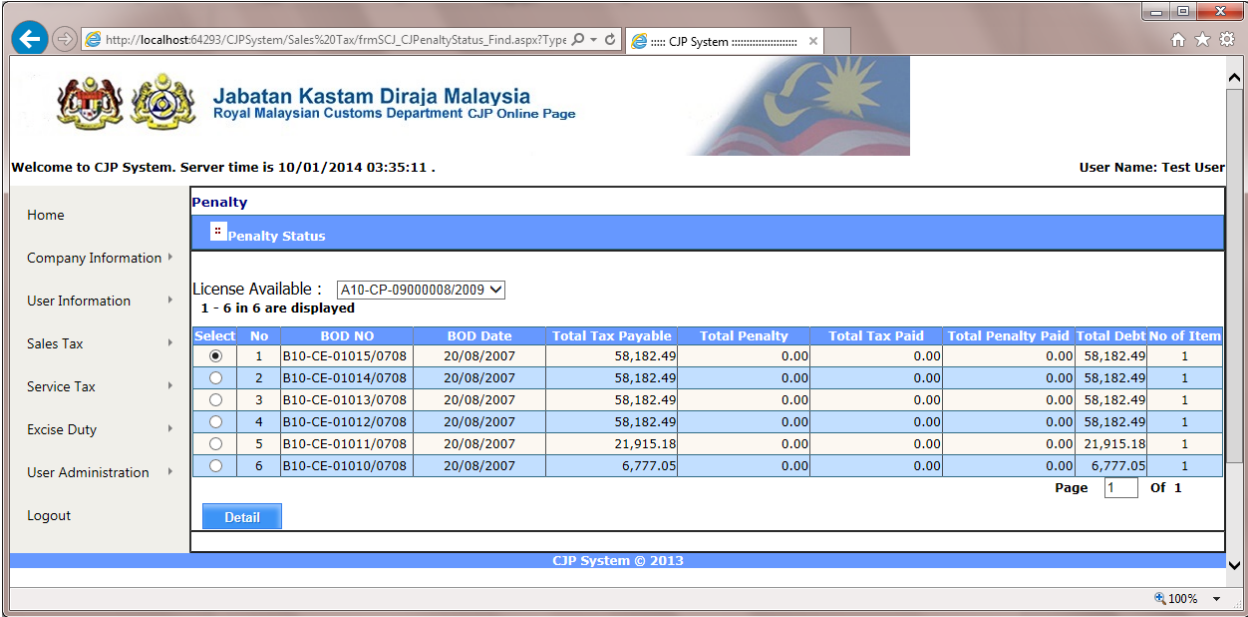 http://localhost:64293/CJPSystem/Sales%20Tax/frmSCJ_CJPenaltyStatus_Find.aspx?Type
::::: CJP System ::::::::::::::::::::::
Jabatan Kastam Diraja Malaysia
Royal Malaysian Customs Department CJP Online Page
Welcome to CJP System. Server time is 10/01/2014 03:35:11 . User Name: Test User
Home
Company Information
User Information
Sales Tax
Service Tax
Excise Duty
User Administration
Logout
Penalty
Penalty Status
License Available : A10-CP-09000008/2009
1 - 6 in 6 are displayed
Select No BOD NO BOD Date Total Tax Payable Total Penalty Total Tax Paid Total Penalty Paid Total Debt No of Item
1 B10-CE-01015/0708 20/08/2007 58,182.49 0.00 0.00 0.00 58,182.49 1
2 B10-CE-01014/0708 20/08/2007 58,182.49 0.00 0.00 0.00 58,182.49 1
3 B10-CE-01013/0708 20/08/2007 58,182.49 0.00 0.00 0.00 58,182.49 1
4 B10-CE-01012/0708 20/08/2007 58,182.49 0.00 0.00 0.00 58,182.49 1
5 B10-CE-01011/0708 20/08/2007 21,915.18 0.00 0.00 0.00 21,915.18 1
6 B10-CE-01010/0708 20/08/2007 6,777.05 0.00 0.00 0.00 6,777.05 1
Page 1 Of 1
Detail
CJP System © 2013
100%